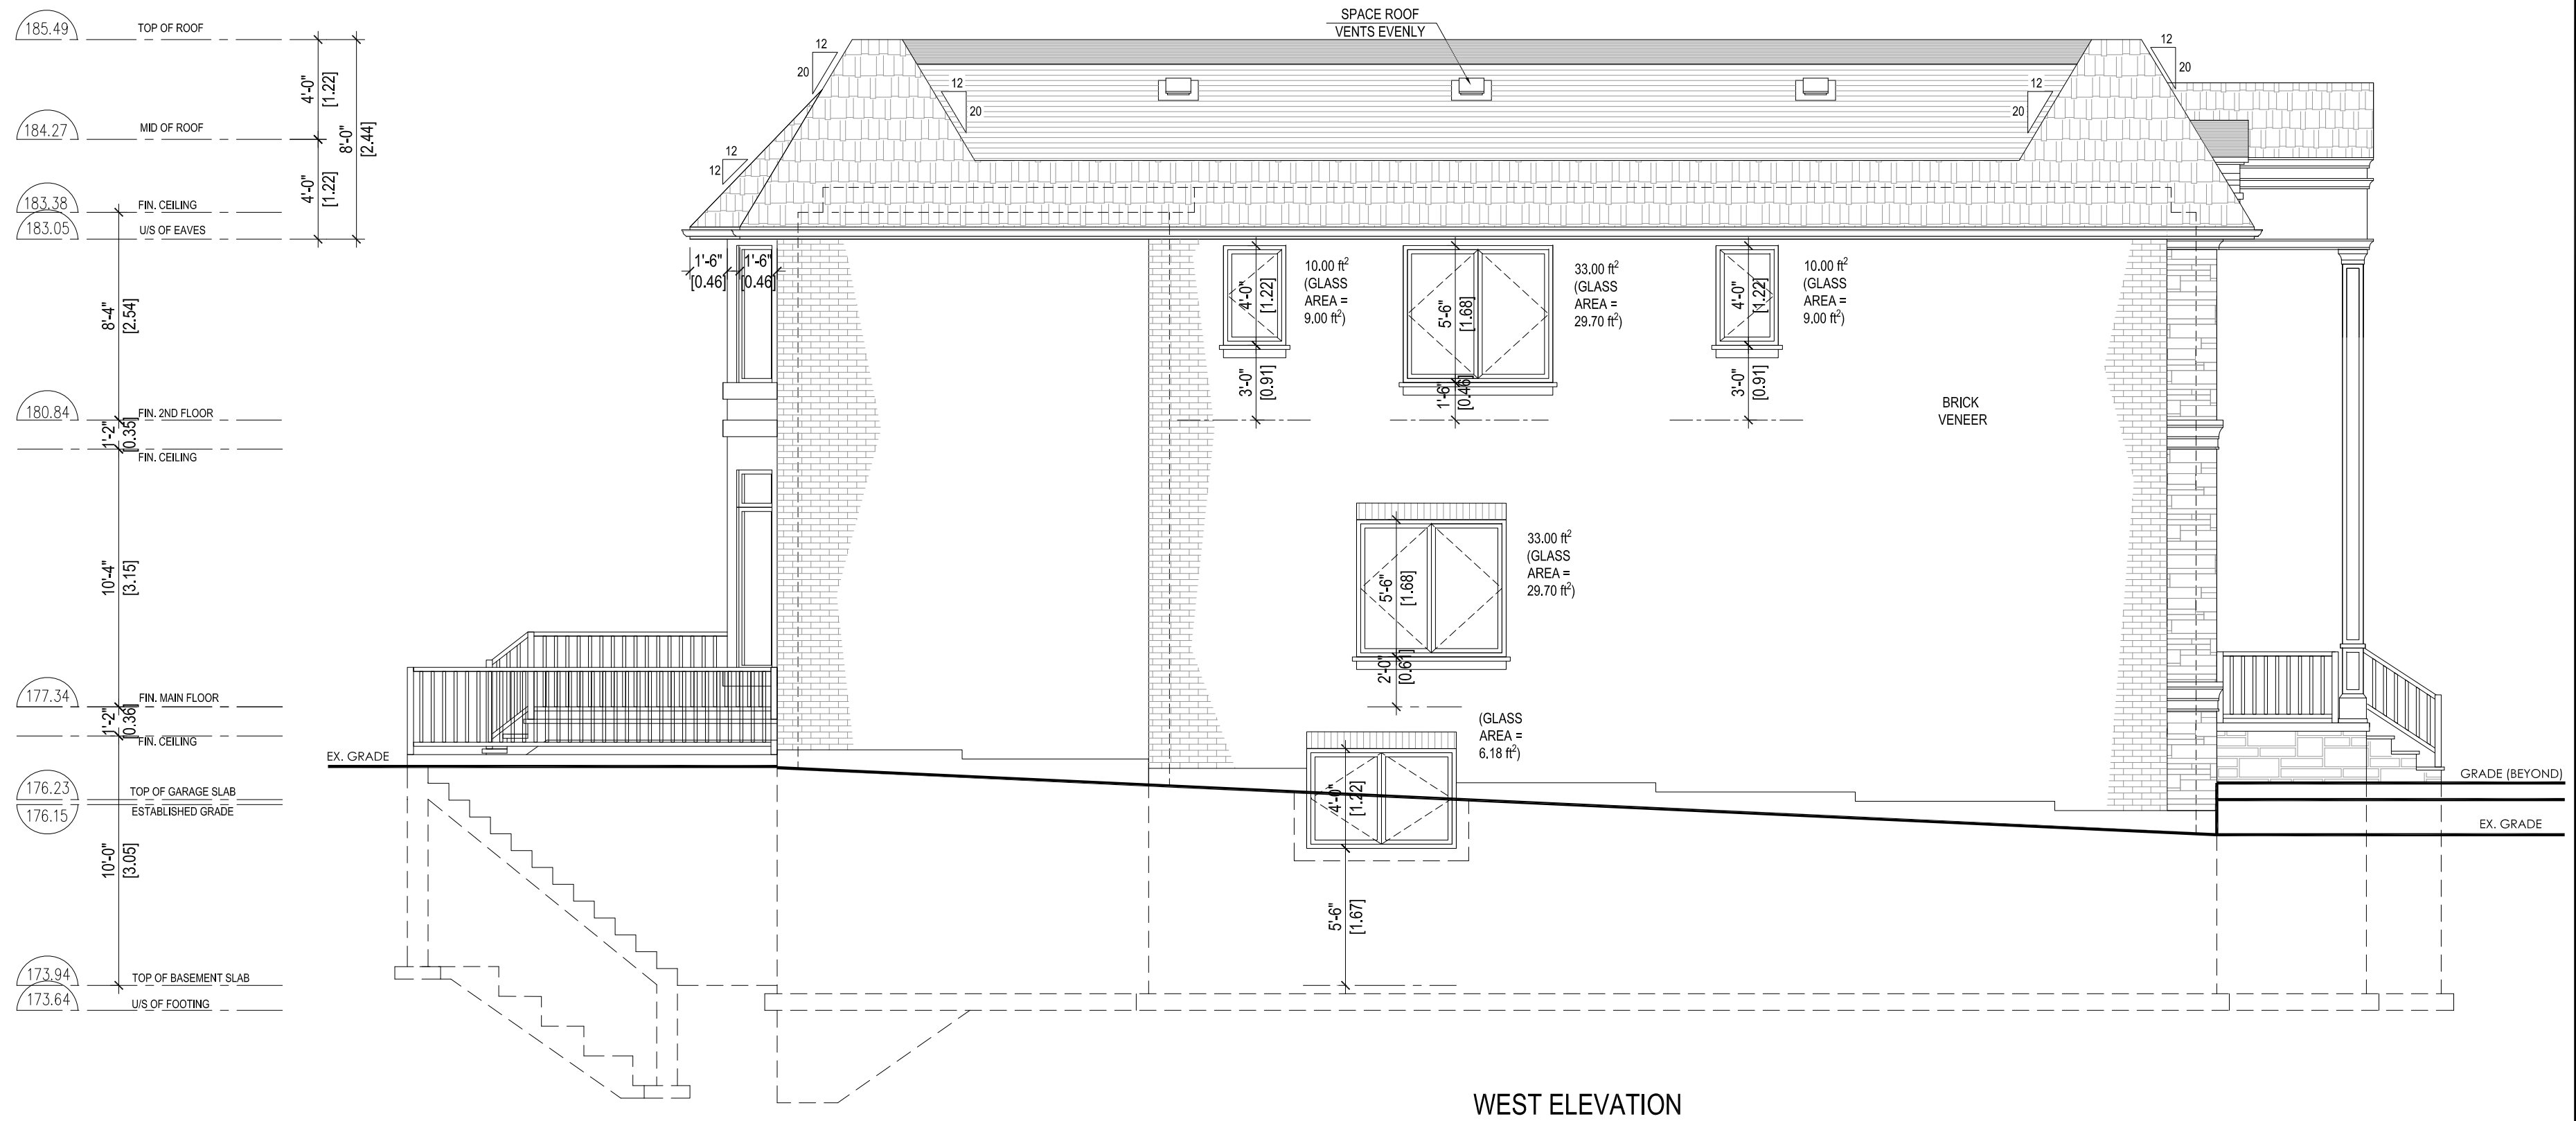 SPACE ROOF
VENTS EVENLY
185.49
TOP OF ROOF
4'-0"
[1.22]
184.27
MID OF ROOF
8'-0"
[2.44]
4'-0"
[1.22]
183.38
FIN. CEILING
183.05
U/S OF EAVES
8'-4"
[2.54]
180.84
FIN. 2ND FLOOR
1'-2"
[0.35]
FIN. CEILING
10'-4"
[3.15]
177.34
FIN. MAIN FLOOR
1'-2"
[0.36]
FIN. CEILING
176.23
TOP OF GARAGE SLAB
176.15
ESTABLISHED GRADE
10'-0"
[3.05]
173.94
TOP OF BASEMENT SLAB
173.64
U/S OF FOOTING
12
20
12
20
12
20
12
20
12
12
1'-6"
[0.46]
1'-6"
[0.46]
4'-0"
[1.22]
10.00 ft²
(GLASS
AREA =
9.00 ft²)
3'-0"
[0.91]
5'-6"
[1.68]
33.00 ft²
(GLASS
AREA =
29.70 ft²)
1'-6"
[0.46]
4'-0"
[1.22]
10.00 ft²
(GLASS
AREA =
9.00 ft²)
3'-0"
[0.91]
BRICK
VENEER
5'-6"
[1.68]
33.00 ft²
(GLASS
AREA =
29.70 ft²)
2'-0"
[0.61]
(GLASS
AREA =
6.18 ft²)
4'-0"
[1.22]
5'-6"
[1.67]
EX. GRADE
GRADE (BEYOND)
EX. GRADE
WEST ELEVATION